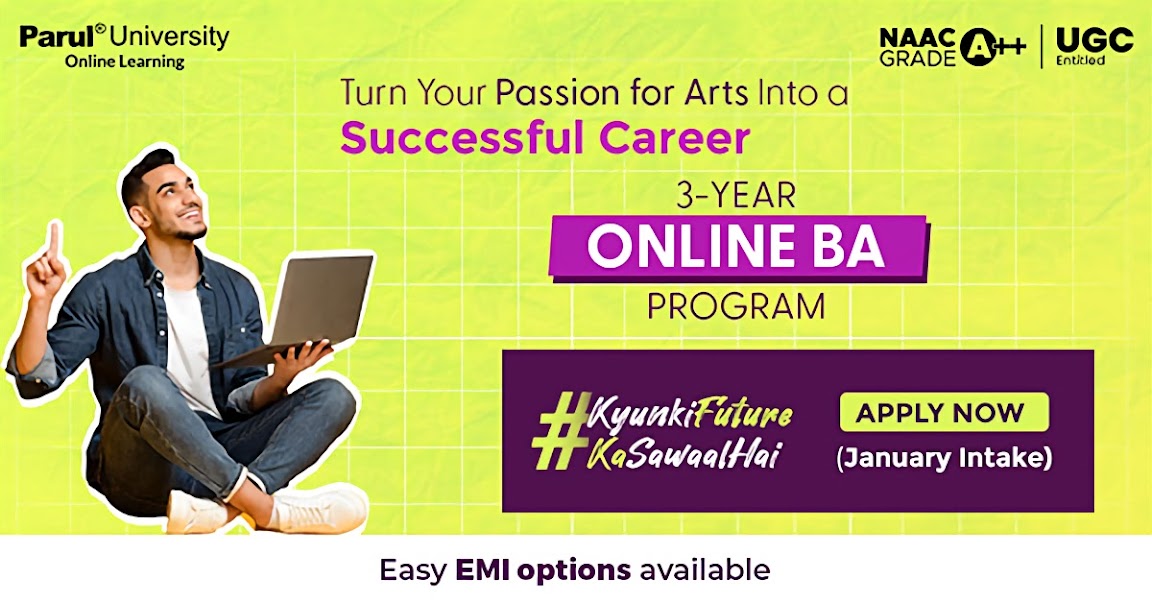 Parul® University
Online Learning
NAAC GRADE A++
UGC Entitled
Turn Your Passion for Arts Into a
Successful Career
3-YEAR
ONLINE BA
PROGRAM
#KyunkiFuture
KaSawaalHai
APPLY NOW
(January Intake)
Easy EMI options available